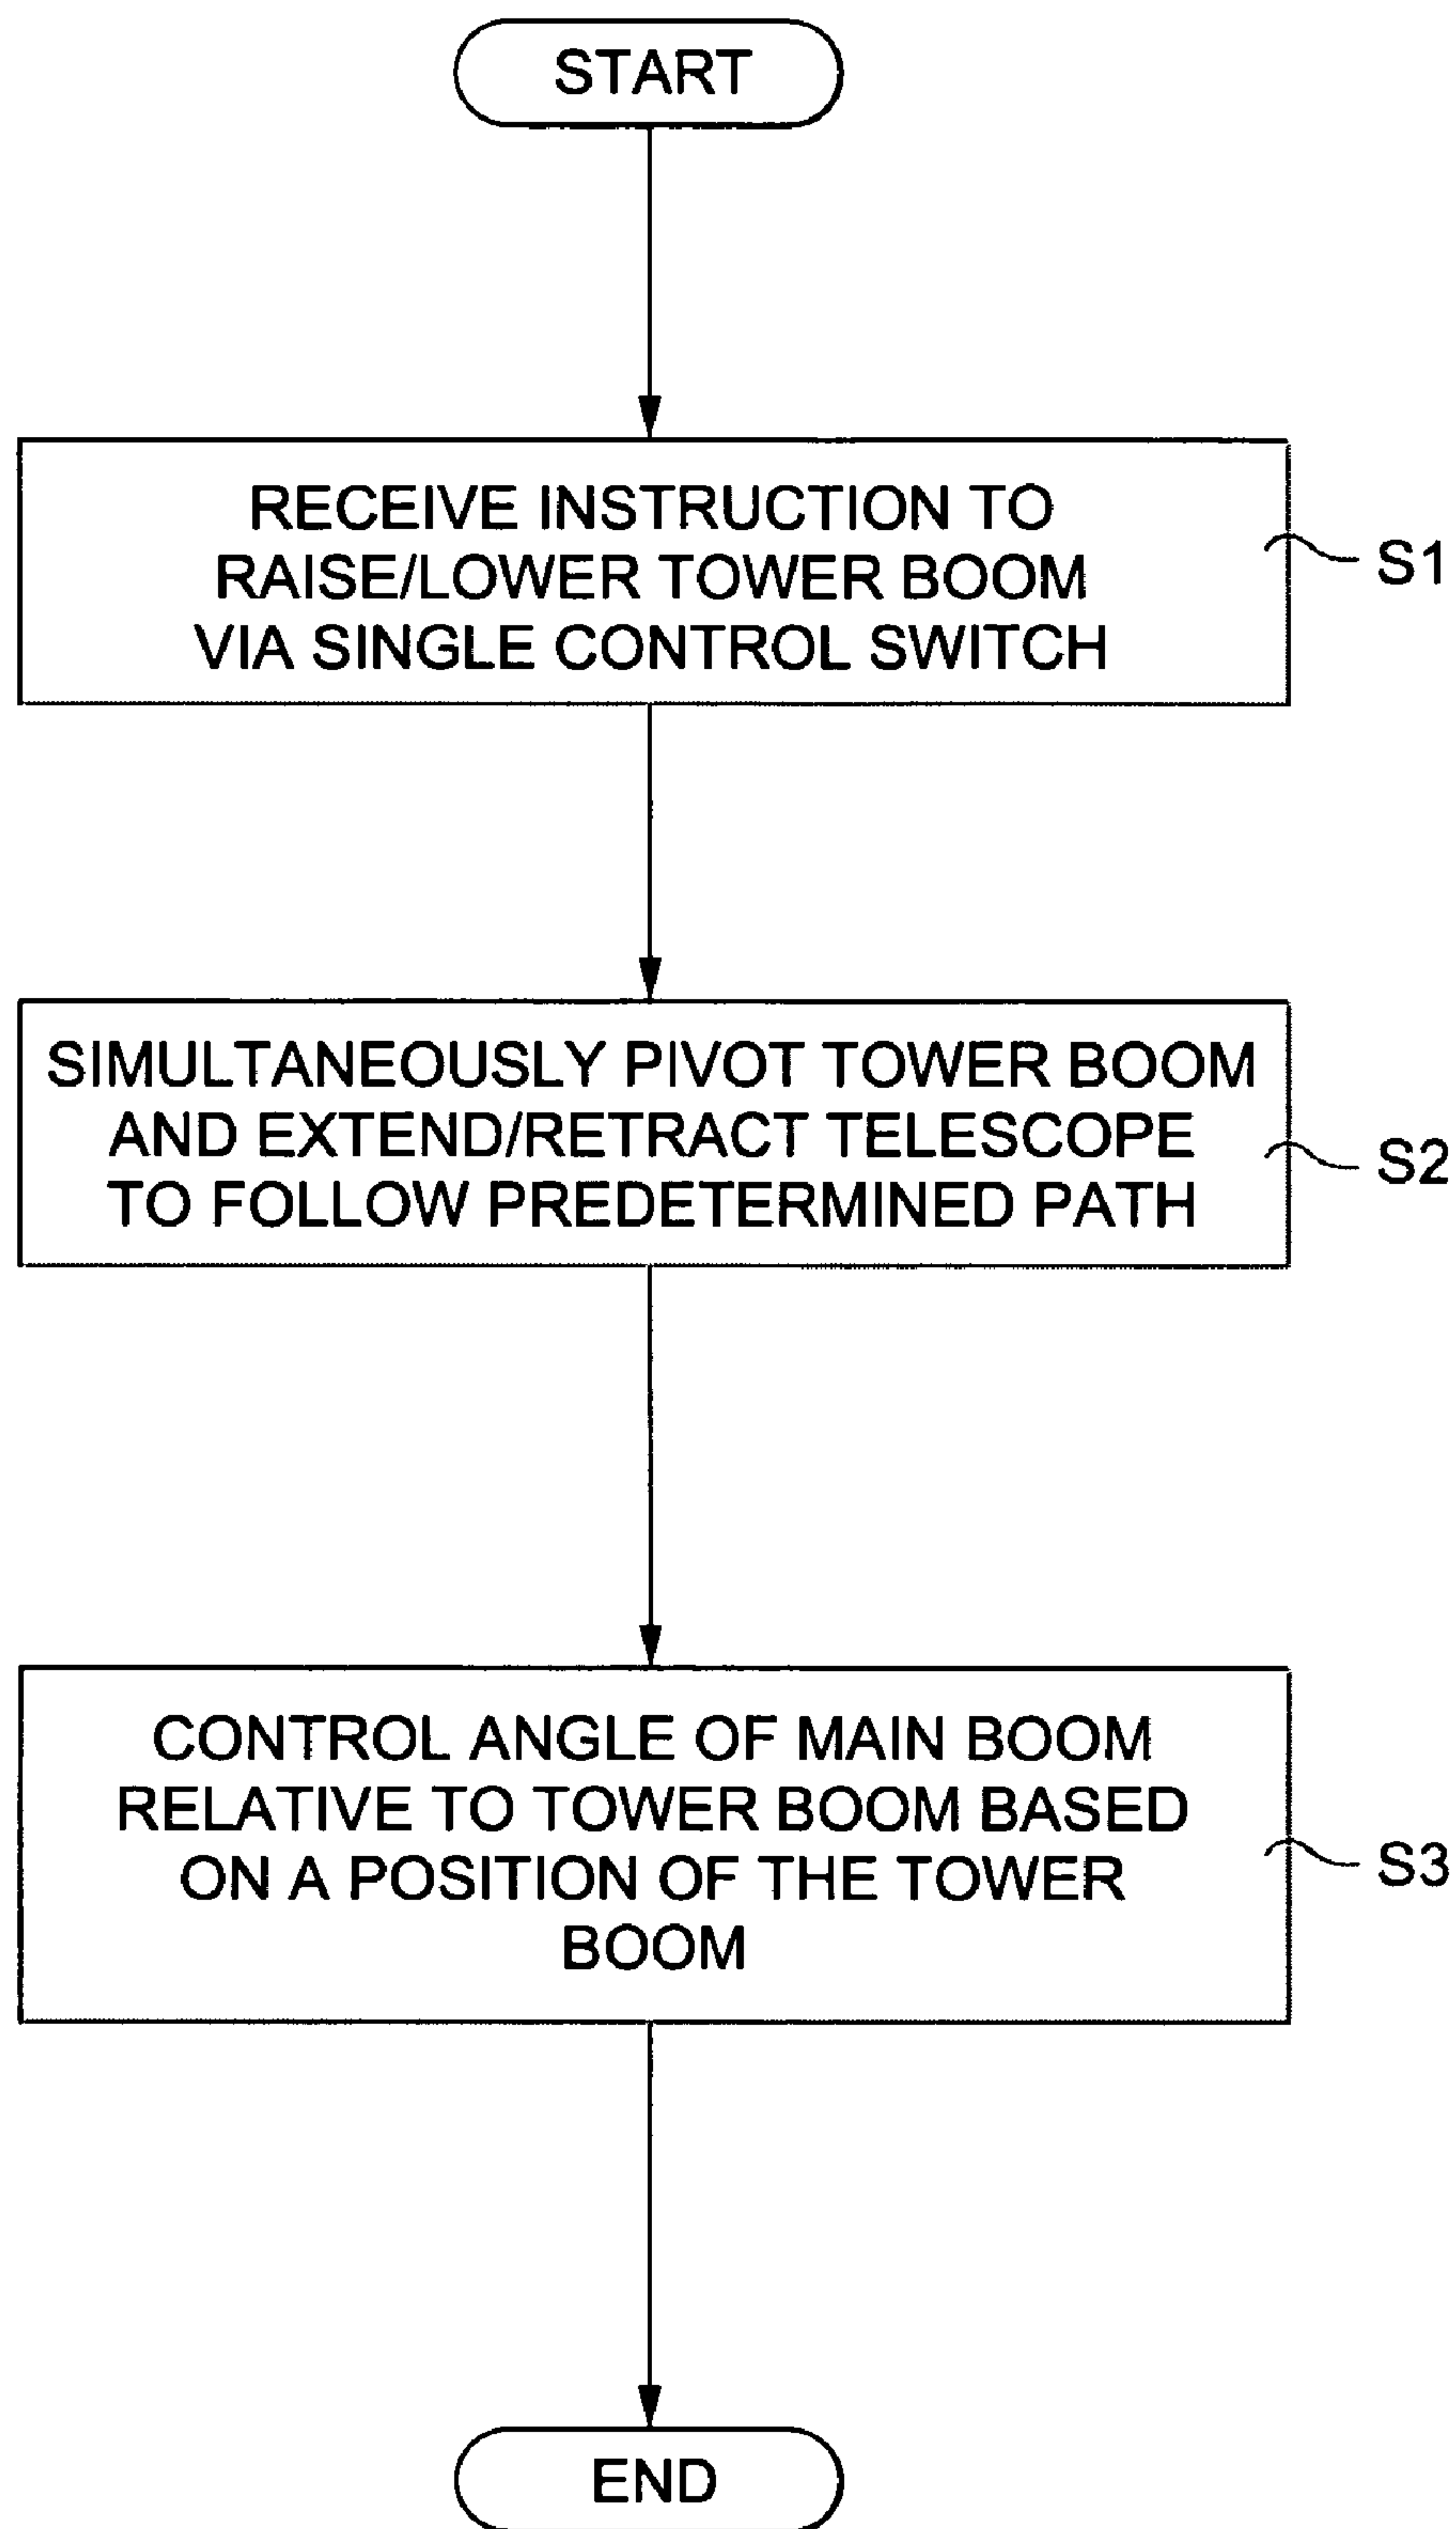 START
RECEIVE INSTRUCTION TO
RAISE/LOWER TOWER BOOM
VIA SINGLE CONTROL SWITCH
S1
SIMULTANEOUSLY PIVOT TOWER BOOM
AND EXTEND/RETRACT TELESCOPE
TO FOLLOW PREDETERMINED PATH
S2
CONTROL ANGLE OF MAIN BOOM
RELATIVE TO TOWER BOOM BASED
ON A POSITION OF THE TOWER
BOOM
S3
END